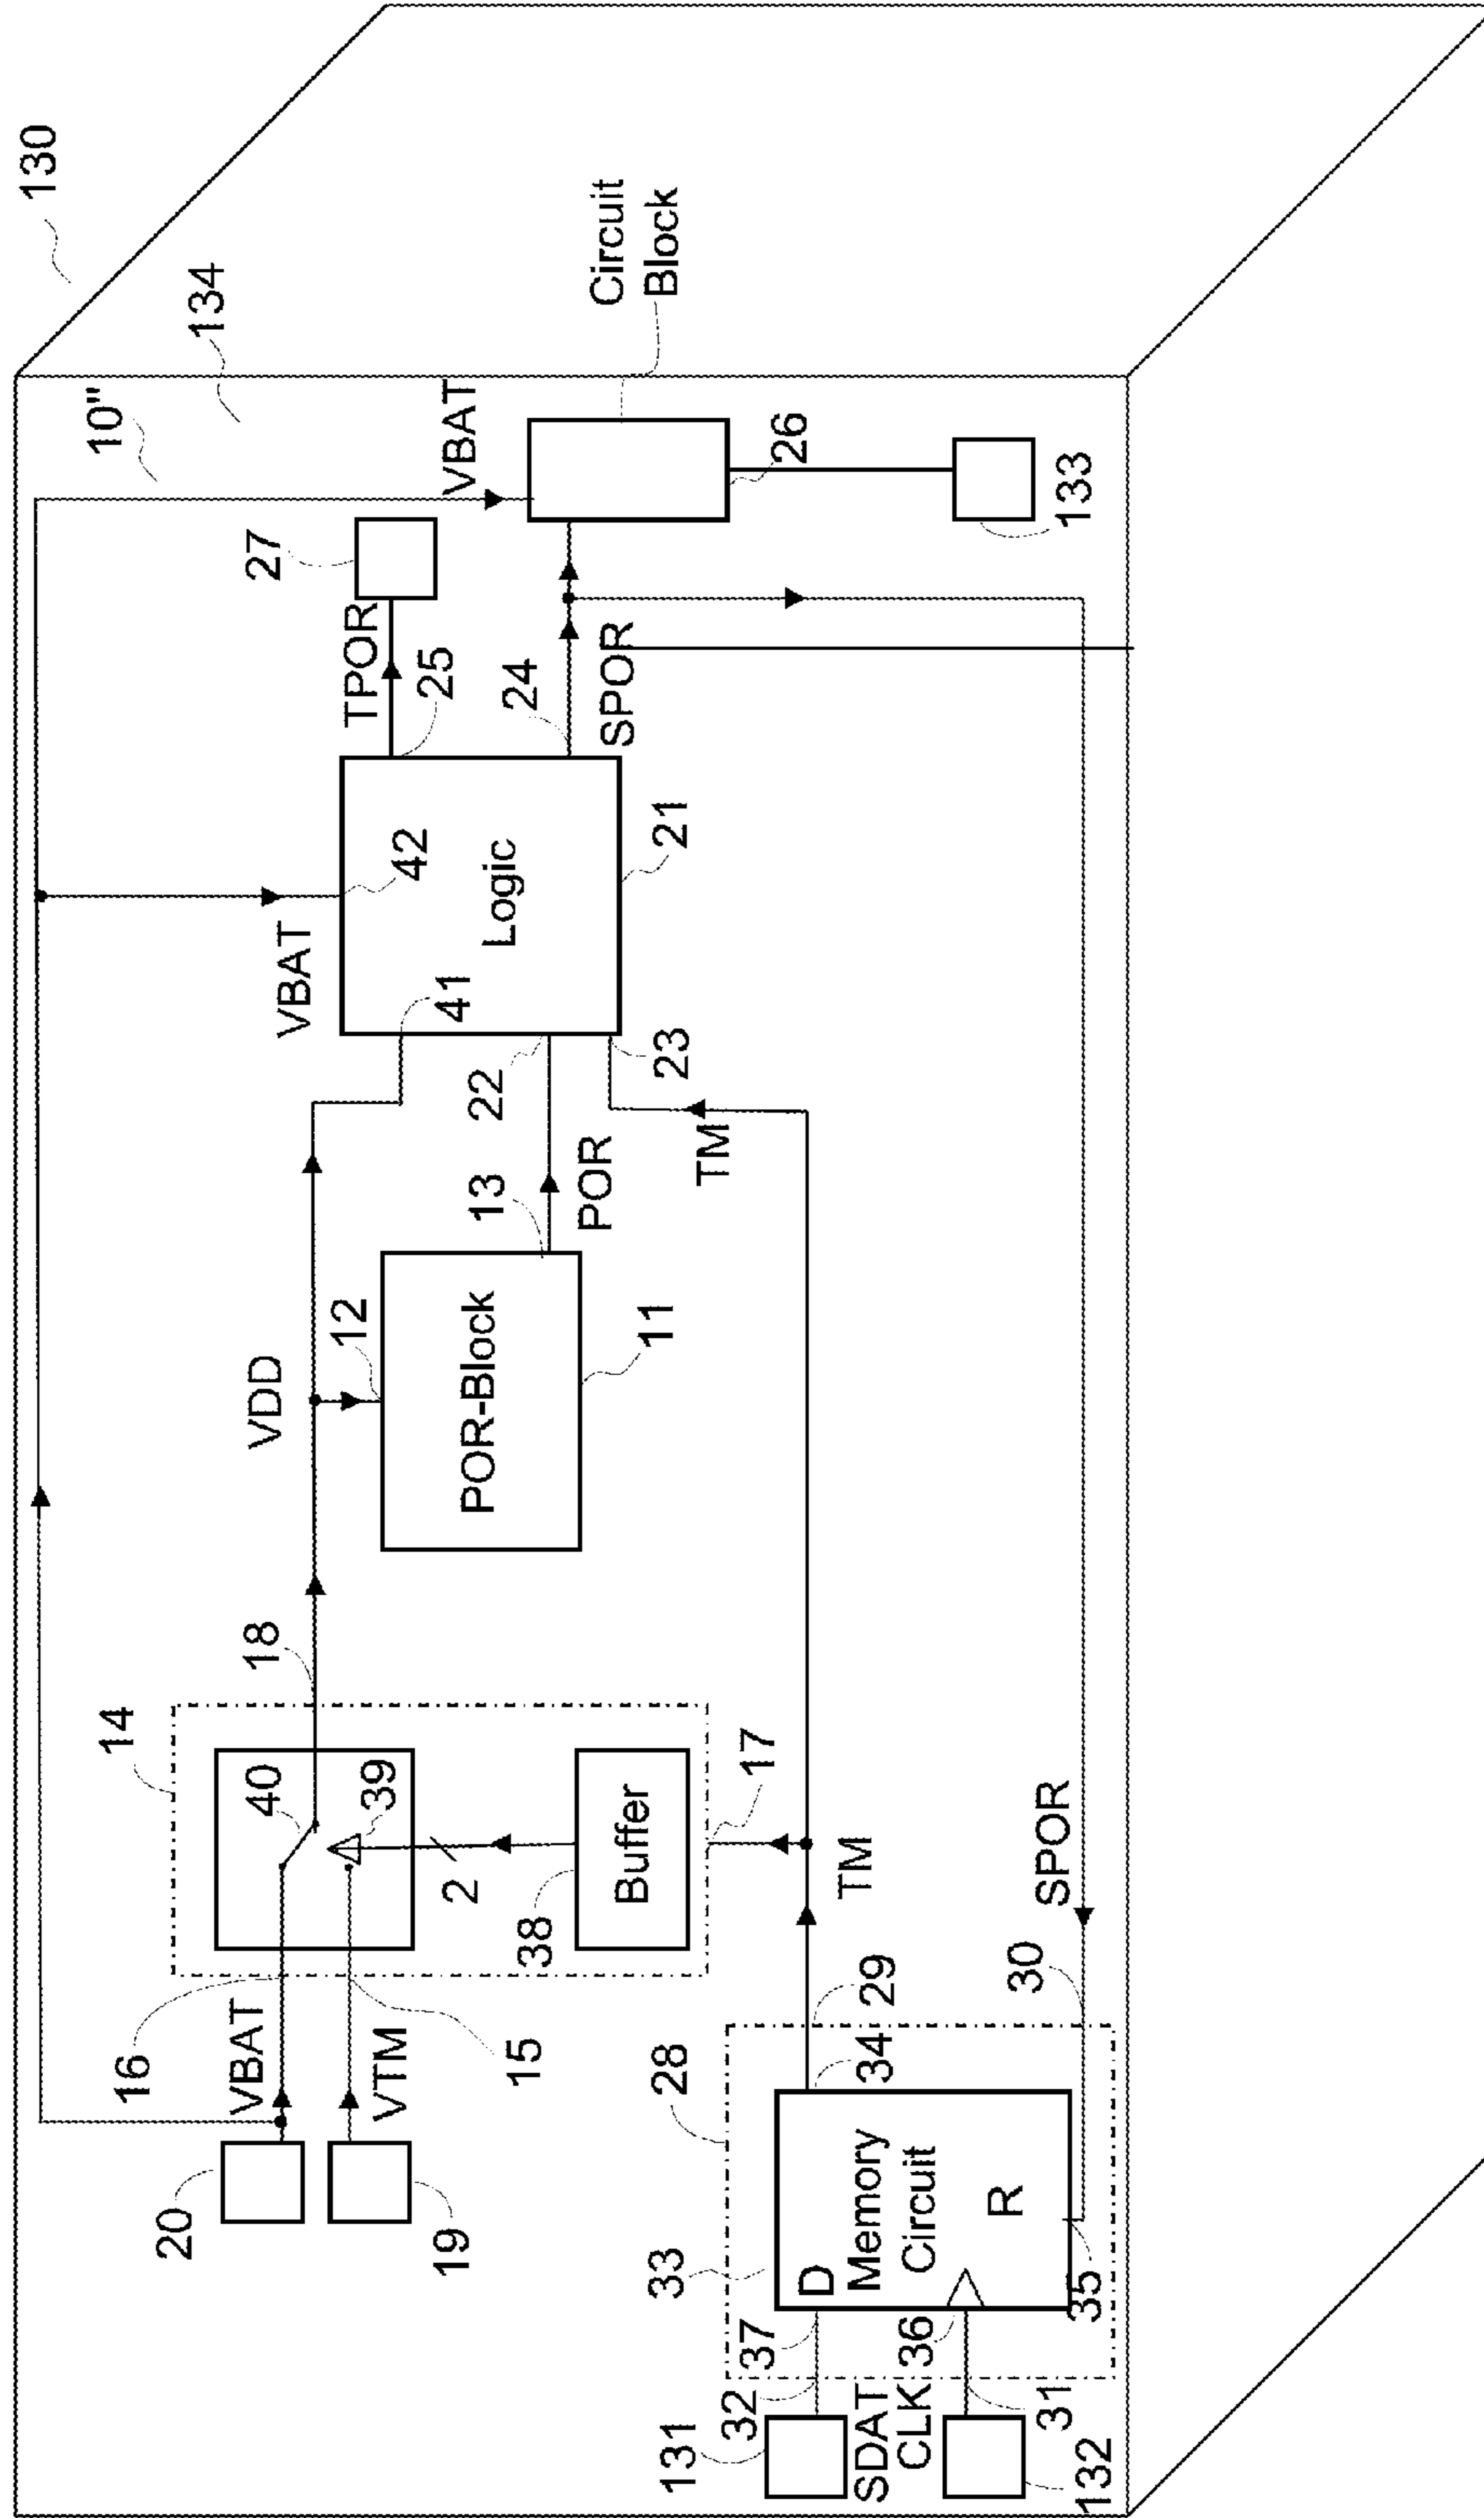 130
134
10"
VBAT
Circuit
Block
27
TPOR
25
26
133
24
SPOR
VBAT
42
Logic
21
41
22
23
VDD
12
13
POR
TM
POR-Block
11
14
18
40
39
2
Buffer
38
17
TM
SPOR
16
VBAT
VTM
15
20
19
28
29
34
30
33
D
Memory
Circuit
R
37
36
35
131
32
SDAT
CLK
31
132